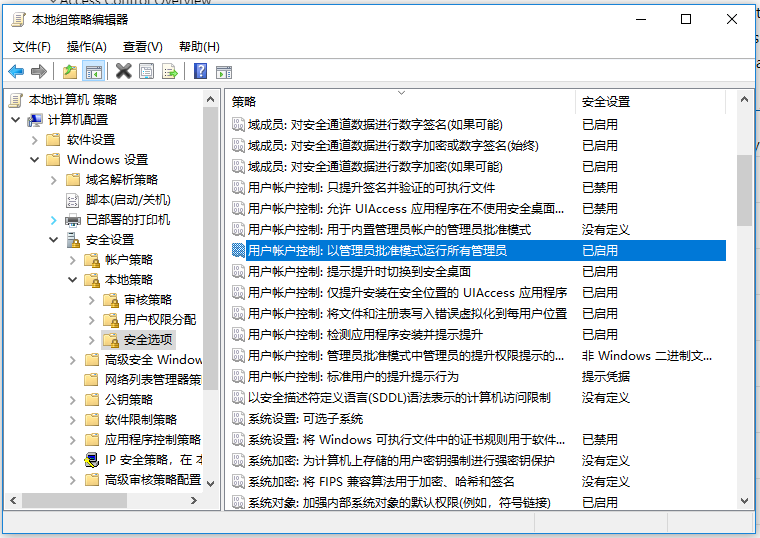 Access Control Overview
本地组策略编辑器
文件(F) 操作(A) 查看(V) 帮助(H)
本地计算机 策略
计算机配置
软件设置
Windows 设置
域名解析策略
脚本(启动/关机)
已部署的打印机
安全设置
帐户策略
本地策略
审核策略
用户权限分配
安全选项
高级安全 Window
网络列表管理器策
公钥策略
软件限制策略
应用程序控制策略
IP 安全策略，在 本
高级审核策略配置
策略 安全设置
域成员: 对安全通道数据进行数字签名(如果可能) 已启用
域成员: 对安全通道数据进行数字加密或数字签名(始终) 已启用
域成员: 对安全通道数据进行数字加密(如果可能) 已启用
用户帐户控制: 只提升签名并验证的可执行文件 已禁用
用户帐户控制: 允许 UIAccess 应用程序在不使用安全桌面... 已禁用
用户帐户控制: 用于内置管理员帐户的管理员批准模式 没有定义
用户帐户控制: 以管理员批准模式运行所有管理员 已启用
用户帐户控制: 提示提升时切换到安全桌面 已启用
用户帐户控制: 仅提升安装在安全位置的 UIAccess 应用程序 已启用
用户帐户控制: 将文件和注册表写入错误虚拟化到每用户位置 已启用
用户帐户控制: 检测应用程序安装并提示提升 已启用
用户帐户控制: 管理员批准模式中管理员的提升权限提示的... 非 Windows 二进制文...
用户帐户控制: 标准用户的提升提示行为 提示凭据
以安全描述符定义语言(SDDL)语法表示的计算机访问限制 没有定义
系统设置: 可选子系统
系统设置: 将 Windows 可执行文件中的证书规则用于软件... 已禁用
系统加密: 为计算机上存储的用户密钥强制进行强密钥保护 没有定义
系统加密: 将 FIPS 兼容算法用于加密、哈希和签名 没有定义
系统对象: 加强内部系统对象的默认权限(例如，符号链接) 已启用